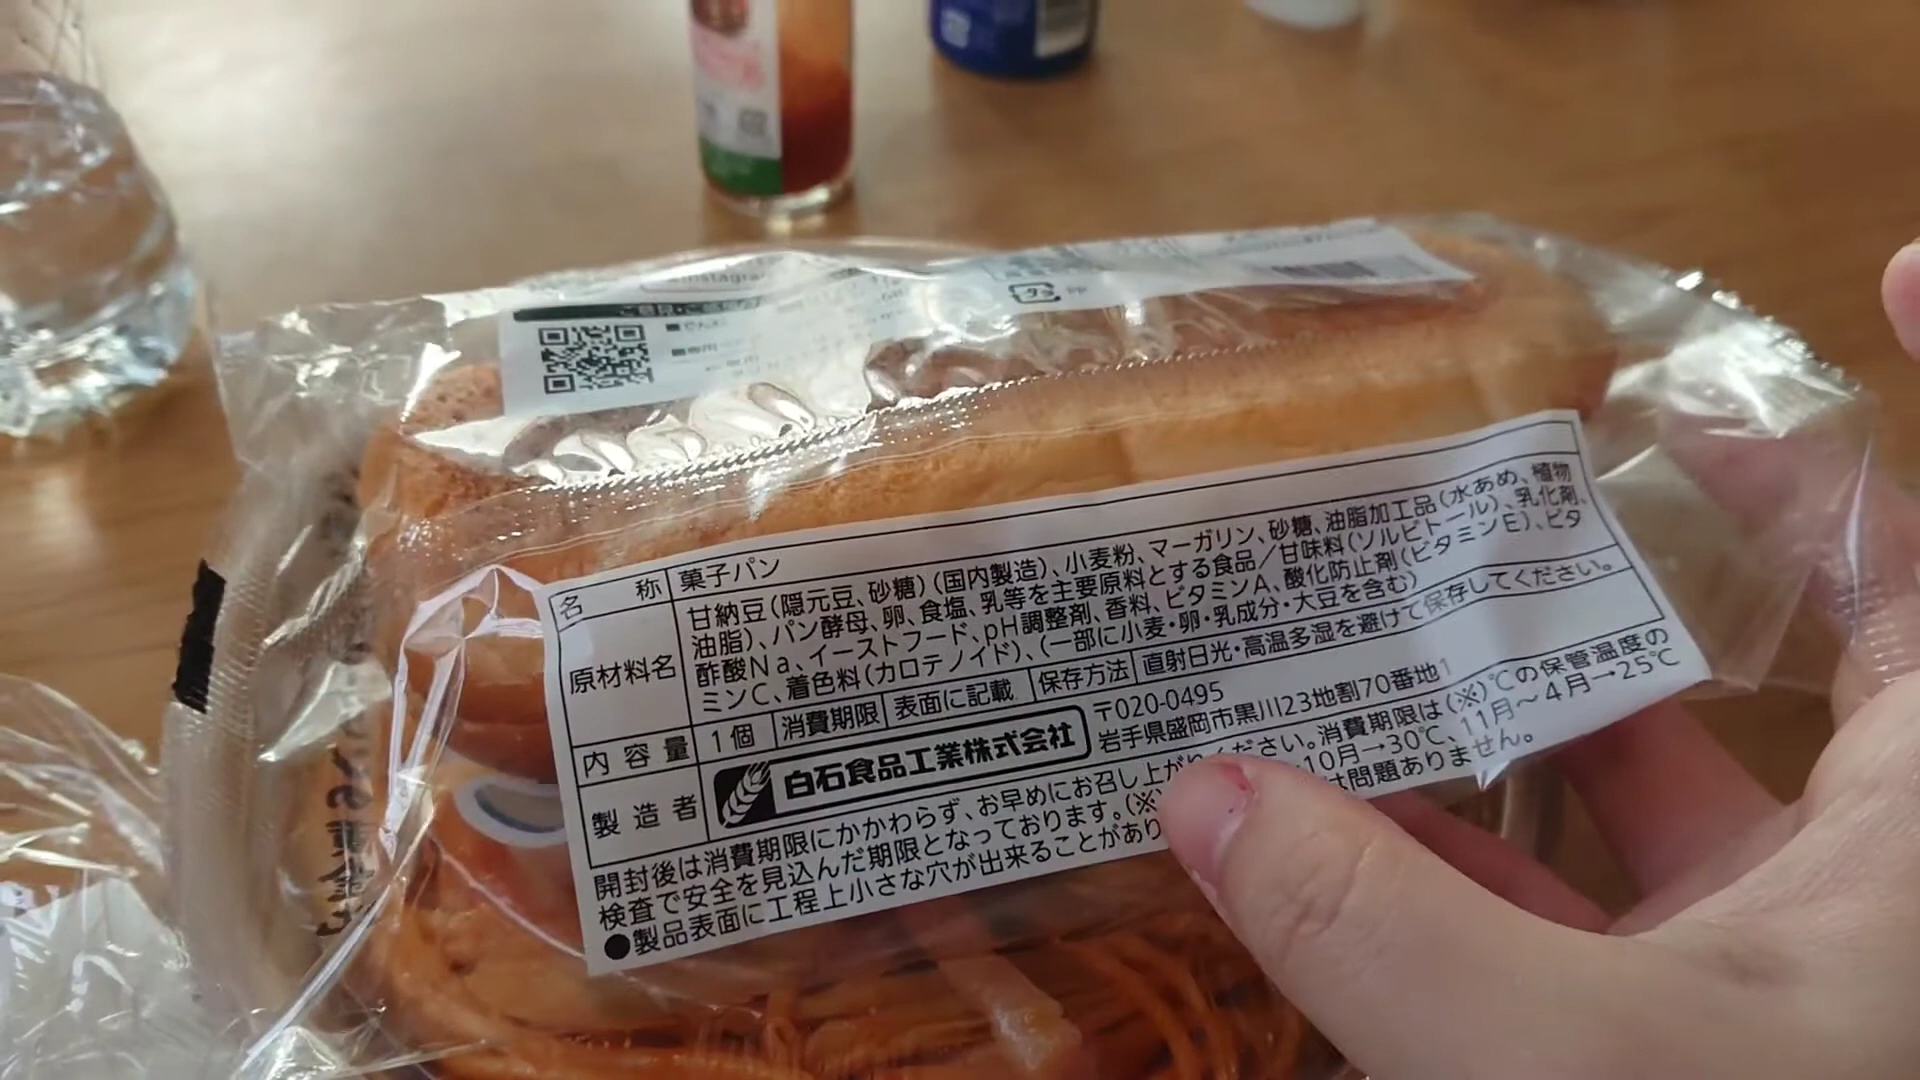 名 称 菓子パン
原材料名
甘納豆(隠元豆、砂糖)(国内製造)、小麦粉、マーガリン、砂糖、油脂加工品(水あめ、植物
油脂)、パン酵母、卵、食塩、乳等を主要原料とする食品/甘味料(ソルビトール)、乳化剤、
酢酸Na、イーストフード、pH調整剤、香料、ビタミンA、酸化防止剤(ビタミンE)、ビタ
ミンC、着色料(カロテノイド)、(一部に小麦・卵・乳成分・大豆を含む)
内容量 1個 消費期限 表面に記載 保存方法 直射日光・高温多湿を避けて保存してください。
製造者 白石食品工業株式会社
〒020-0495
岩手県盛岡市黒川23地割70番地1
開封後は消費期限にかかわらず、お早めにお召し上がりください。消費期限は(※)℃の保管温度の
検査で安全を見込んだ期限となっております。(※ 10月→30℃、11月~4月→25℃
●製品表面に工程上小さな穴が出来ることがあり は問題ありません。